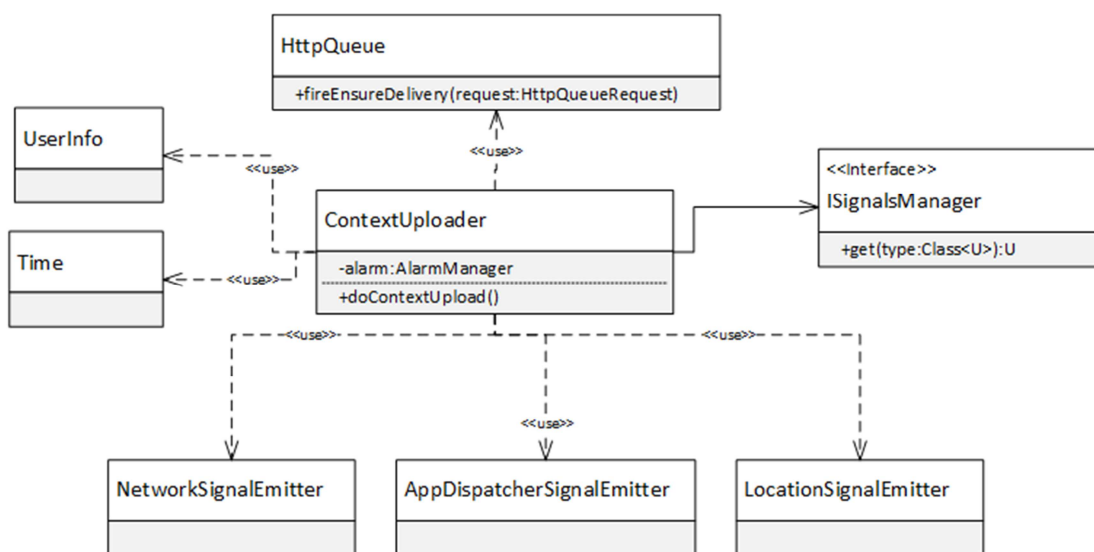 HttpQueue
+fireEnsureDelivery(request:HttpQueueRequest)
UserInfo
<<use>>
<<use>>
<<Interface>>
ISignalsManager
+get(type:Class<U>):U
ContextUploader
-alarm:AlarmManager
+doContextUpload()
Time
<<use>>
<<use>>
<<use>>
<<use>>
NetworkSignalEmitter
AppDispatcherSignalEmitter
LocationSignalEmitter